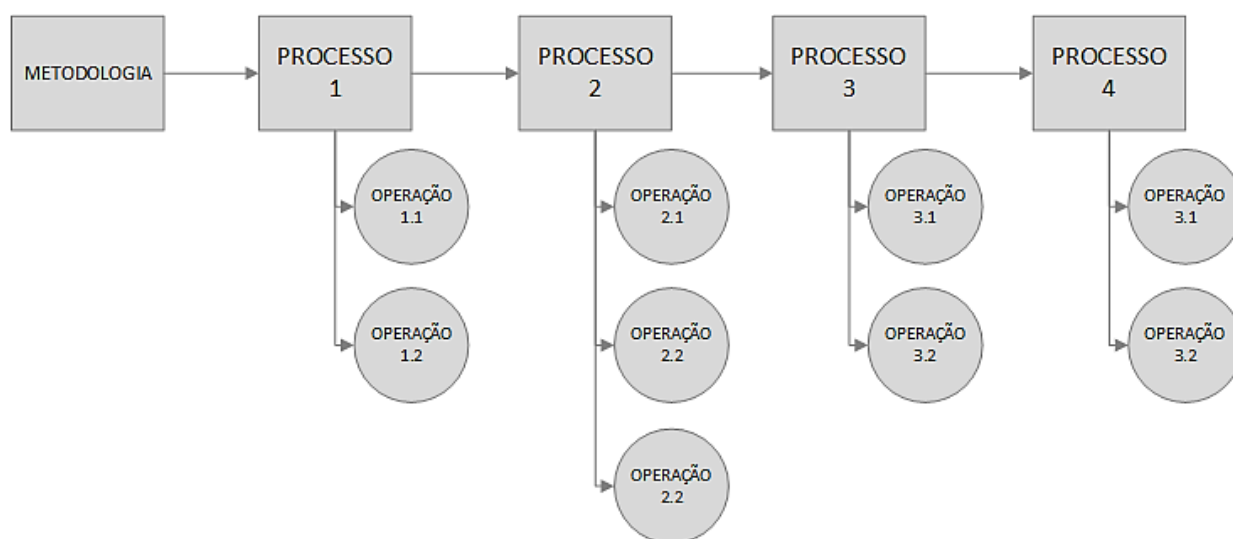 METODOLOGIA
PROCESSO
1
PROCESSO
2
PROCESSO
3
PROCESSO
4
OPERAÇÃO
1.1
OPERAÇÃO
2.1
OPERAÇÃO
3.1
OPERAÇÃO
3.1
OPERAÇÃO
1.2
OPERAÇÃO
2.2
OPERAÇÃO
3.2
OPERAÇÃO
3.2
OPERAÇÃO
2.2